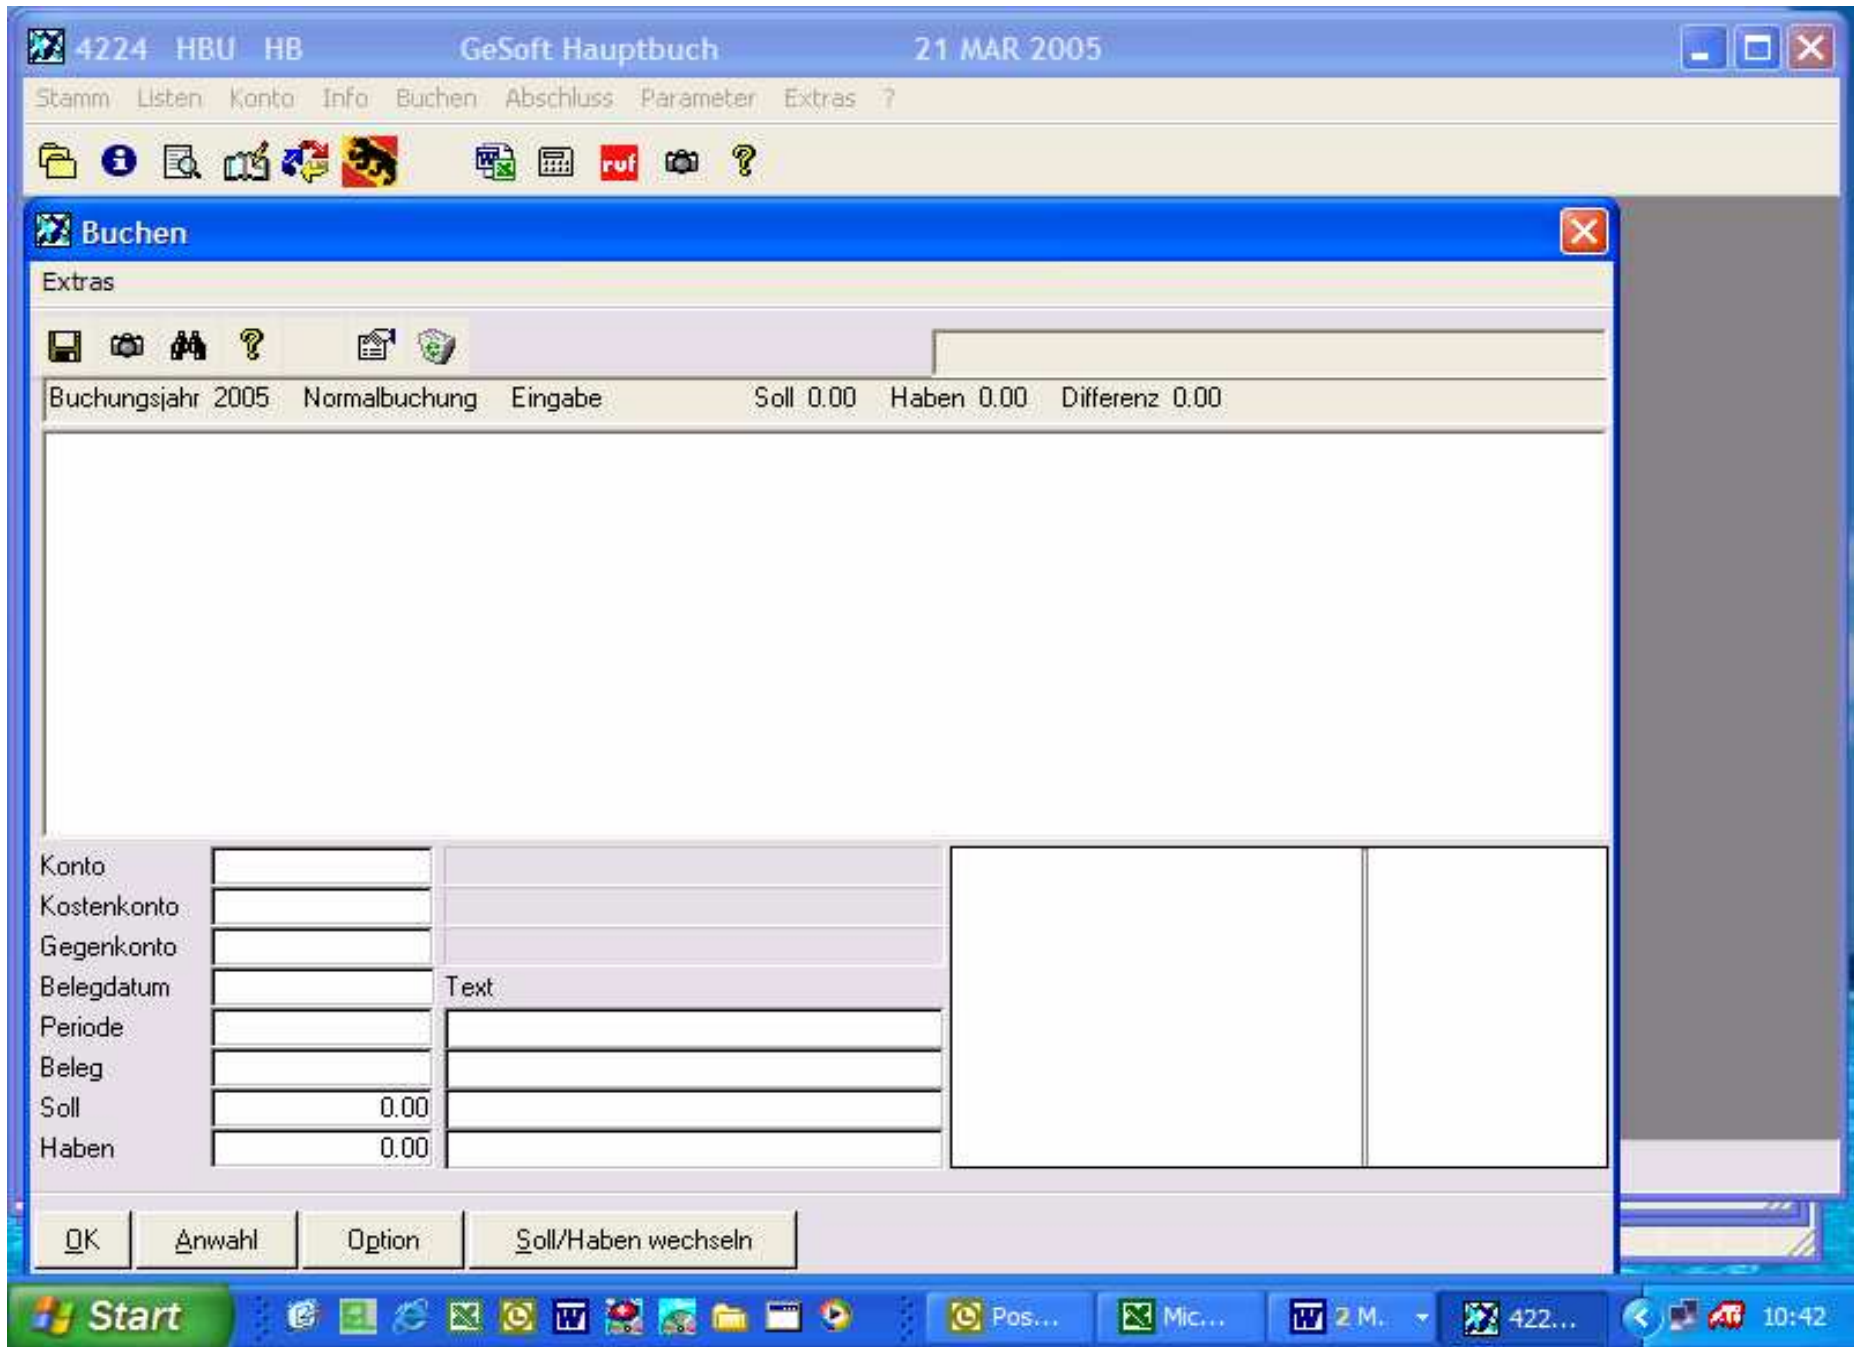 4224 HBU HB GeSoft Hauptbuch 21 MAR 2005
Stamm Listen Konto Info Buchen Abschluss Parameter Extras ?
ruf
Buchen
Extras
Buchungsjahr 2005 Normalbuchung Eingabe Soll 0.00 Haben 0.00 Differenz 0.00
Konto
Kostenkonto
Gegenkonto
Belegdatum Text
Periode
Beleg
Soll 0.00
Haben 0.00
OK Anwahl Option Soll/Haben wechseln
Start Pos... Mic... 2 M. 422... 10:42